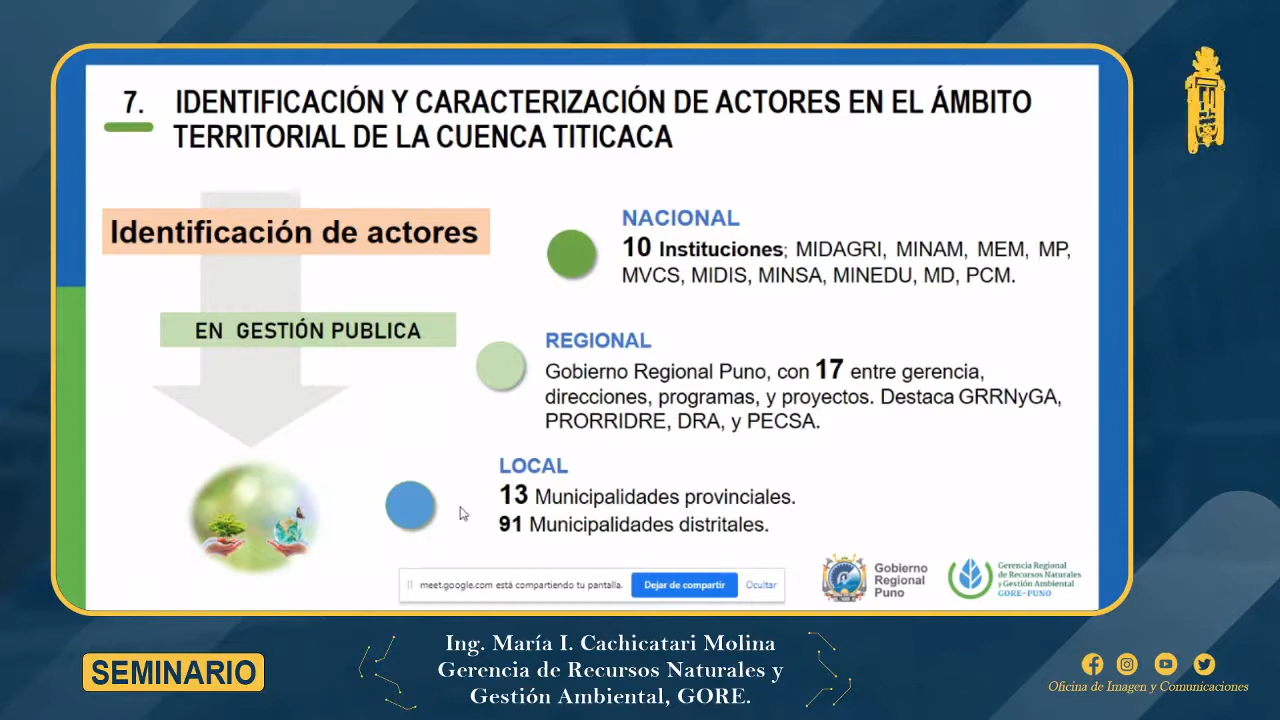 7. IDENTIFICACIÓN Y CARACTERIZACIÓN DE ACTORES EN EL ÁMBITO
TERRITORIAL DE LA CUENCA TITICACA
Identificación de actores
EN GESTIÓN PUBLICA
NACIONAL
10 Instituciones; MIDAGRI, MINAM, MEM, MP,
MVCS, MIDIS, MINSA, MINEDU, MD, PCM.
REGIONAL
Gobierno Regional Puno, con 17 entre gerencia,
direcciones, programas, y proyectos. Destaca GRRNyGA,
PRORRIDRE, DRA, y PECSA.
LOCAL
13 Municipalidades provinciales.
91 Municipalidades distritales.
meet.google.com está compartiendo tu pantalla.
Dejar de compartir
Ocultar
Gobierno
Regional
Puno
Gerencia Regional
de Recursos Naturales
y Gestión Ambiental
GORE-PUNO
SEMINARIO
Ing. María I. Cachicatari Molina
Gerencia de Recursos Naturales y
Gestión Ambiental, GORE.
Oficina de Imagen y Comunicaciones